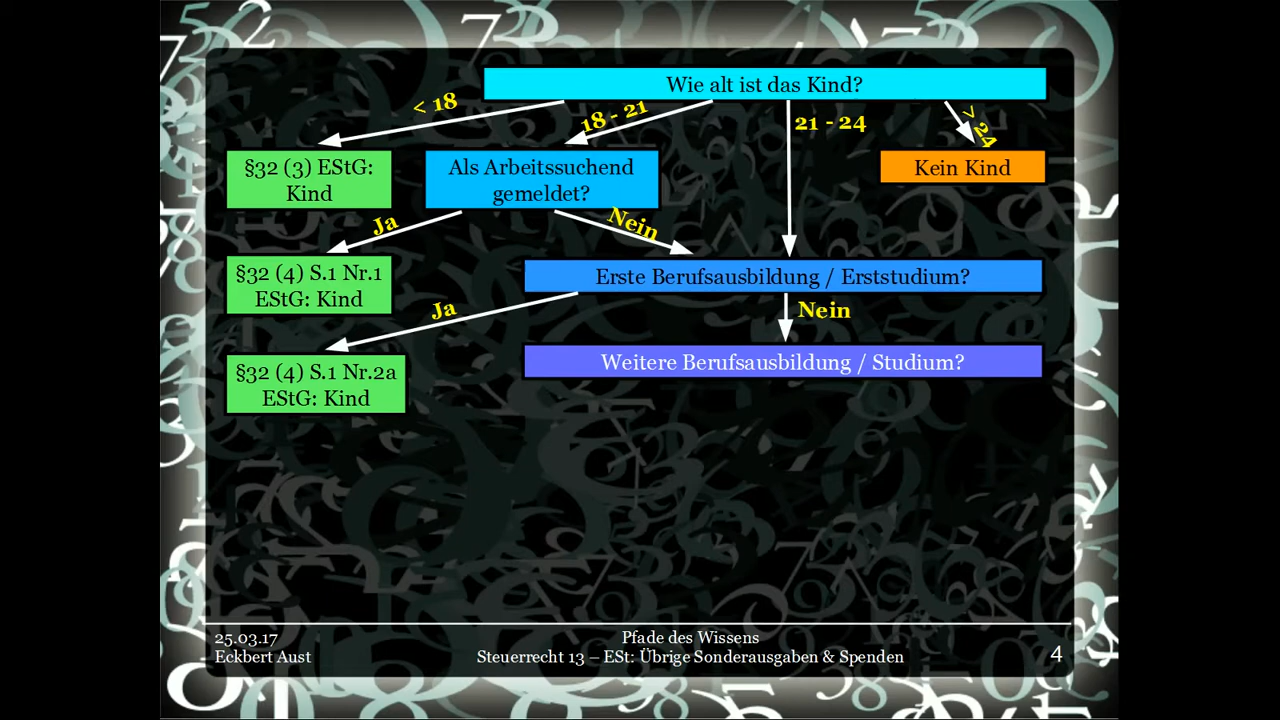 Wie alt ist das Kind?
< 18
18 - 21
21 - 24
> 24
§32 (3) EStG:
Kind
Als Arbeitssuchend
gemeldet?
Kein Kind
Ja
Nein
§32 (4) S.1 Nr.1
EStG: Kind
Erste Berufsausbildung / Erststudium?
Ja
Nein
§32 (4) S.1 Nr.2a
EStG: Kind
Weitere Berufsausbildung / Studium?
25.03.17
Eckbert Aust
Pfade des Wissens
Steuerrecht 13 – ESt: Übrige Sonderausgaben & Spenden
4